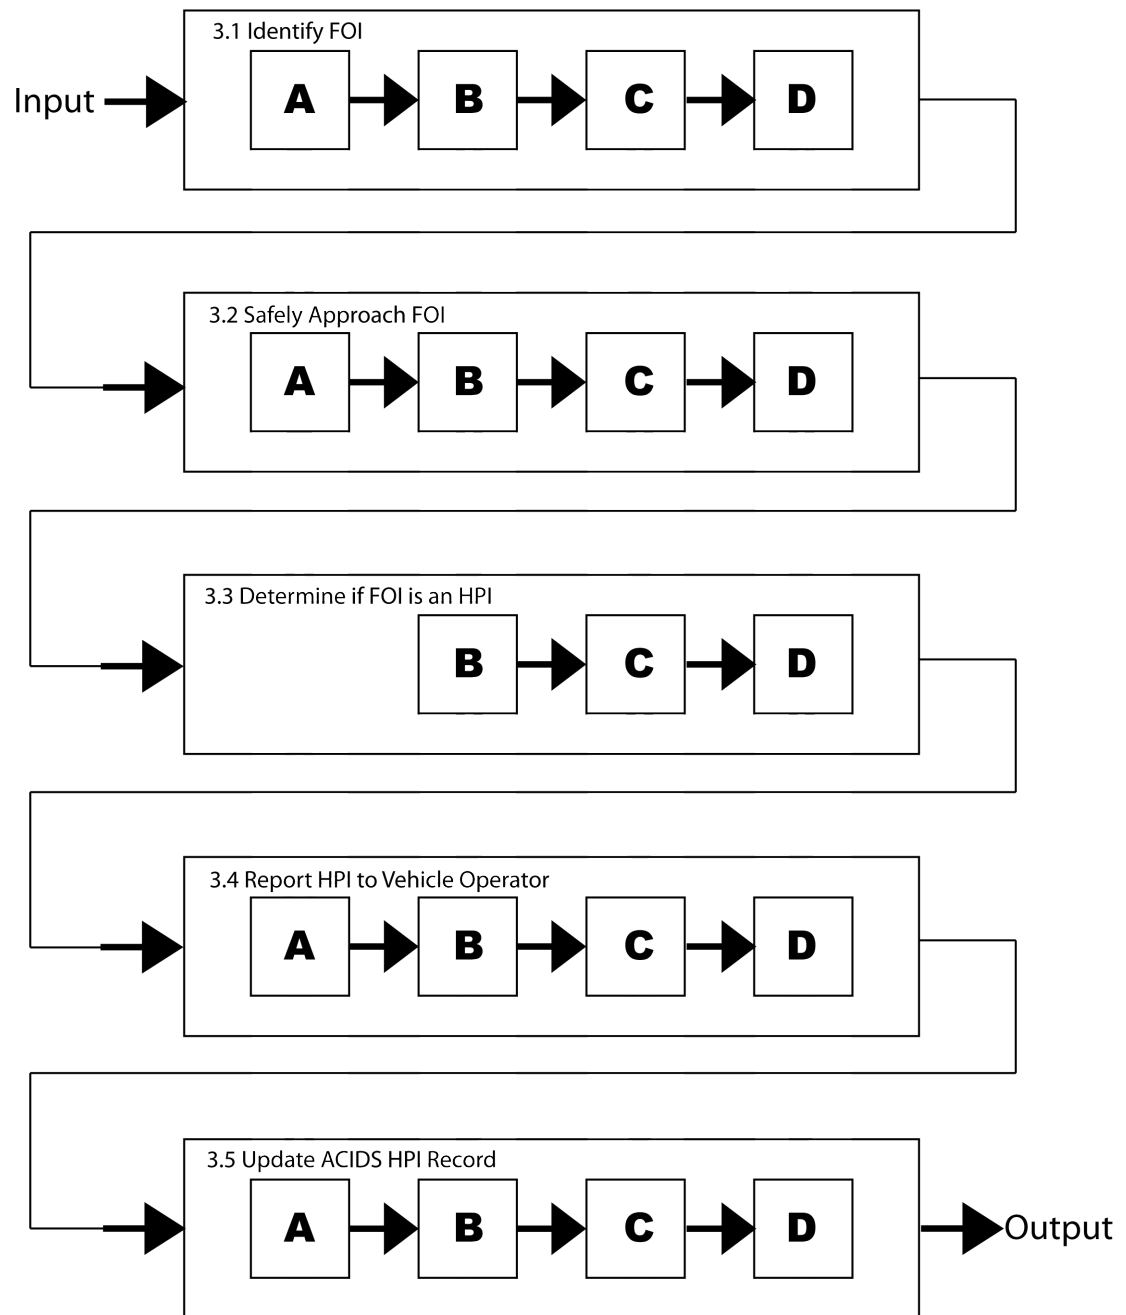 3.1 Identify FOI
Input A B C D
3.2 Safely Approach FOI
A B C D
3.3 Determine if FOI is an HPI
B C D
3.4 Report HPI to Vehicle Operator
A B C D
3.5 Update ACIDS HPI Record
A B C D Output